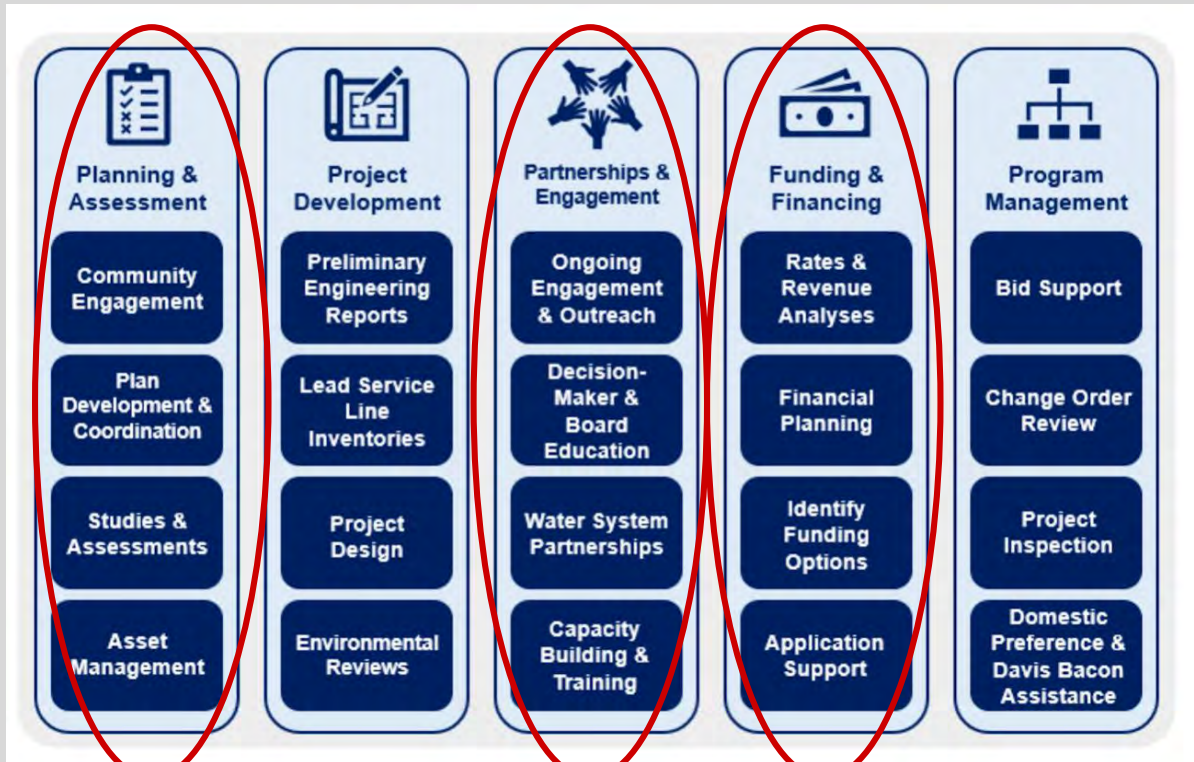 Planning &
Assessment
Community
Engagement
Plan
Development &
Coordination
Studies &
Assessments
Asset
Management
Project
Development
Preliminary
Engineering
Reports
Lead Service
Line
Inventories
Project
Design
Environmental
Reviews
Partnerships &
Engagement
Ongoing
Engagement
& Outreach
Decision-
Maker &
Board
Education
Water System
Partnerships
Capacity
Building &
Training
Funding &
Financing
Rates &
Revenue
Analyses
Financial
Planning
Identify
Funding
Options
Application
Support
Program
Management
Bid Support
Change Order
Review
Project
Inspection
Domestic
Preference &
Davis Bacon
Assistance